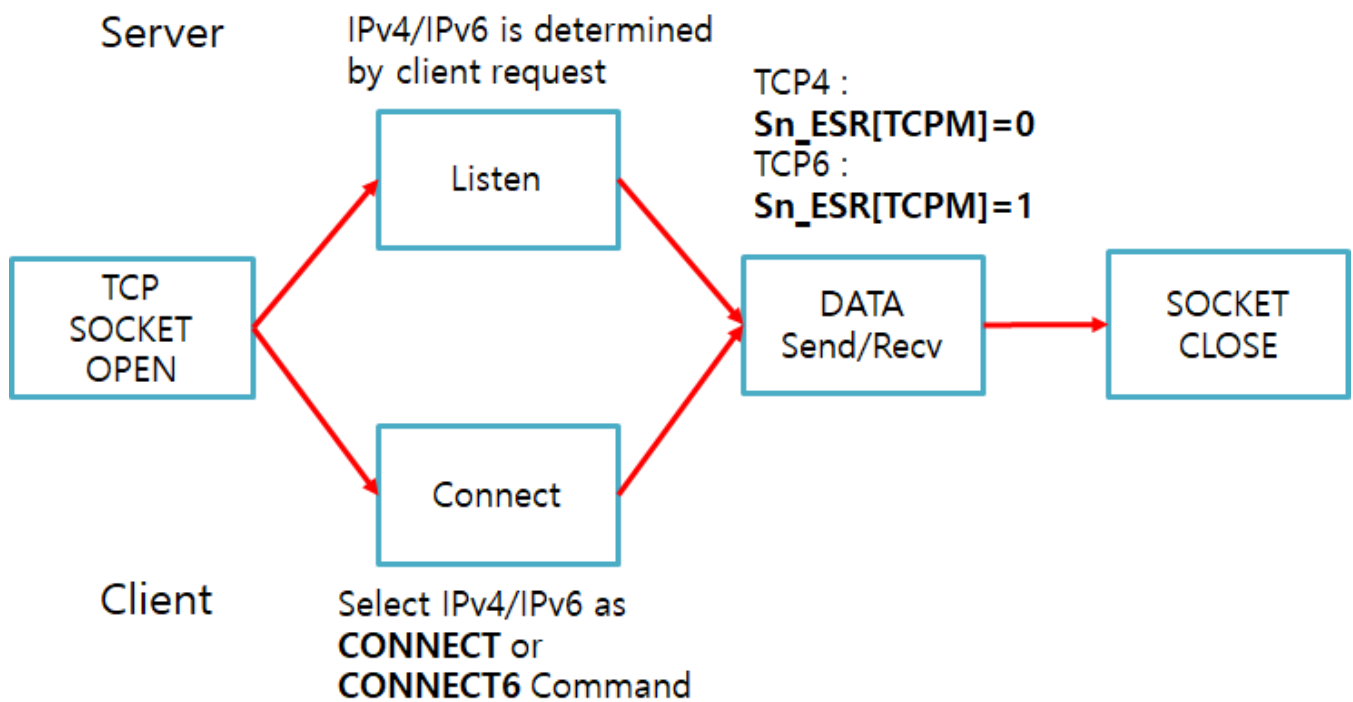 Server
IPv4/IPv6 is determined
by client request
TCP4 :
Sn_ESR[TCPM]=0
TCP6 :
Sn_ESR[TCPM]=1
Listen
TCP
SOCKET
OPEN
DATA
Send/Recv
SOCKET
CLOSE
Connect
Client
Select IPv4/IPv6 as
CONNECT or
CONNECT6 Command